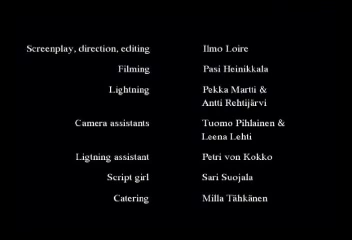 Screenplay, direction, editing Ilmo Loire
Filming Pasi Heinikkala
Lightning Pekka Martti &
Antti Rehtijärvi
Camera assistants Tuomo Pihlainen &
Leena Lehti
Ligtning assistant Petri von Kokko
Script girl Sari Suojala
Catering Milla Tähkänen